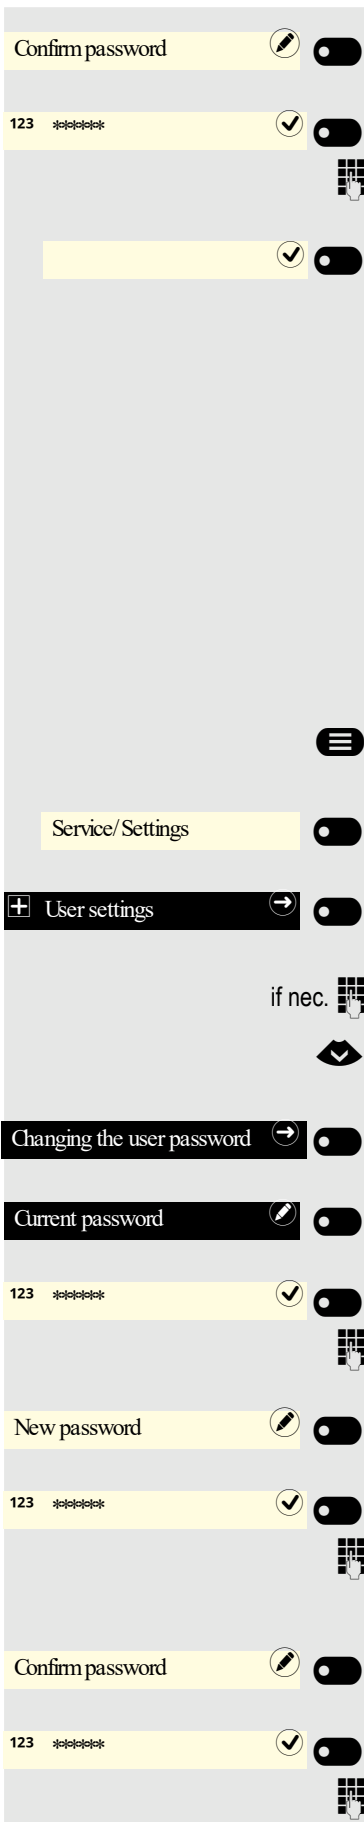 Confirm password
123 ******
Service/Settings
User settings
if nec.
Changing the user password
Current password
123 ******
New password
123 ******
Confirm password
123 ******